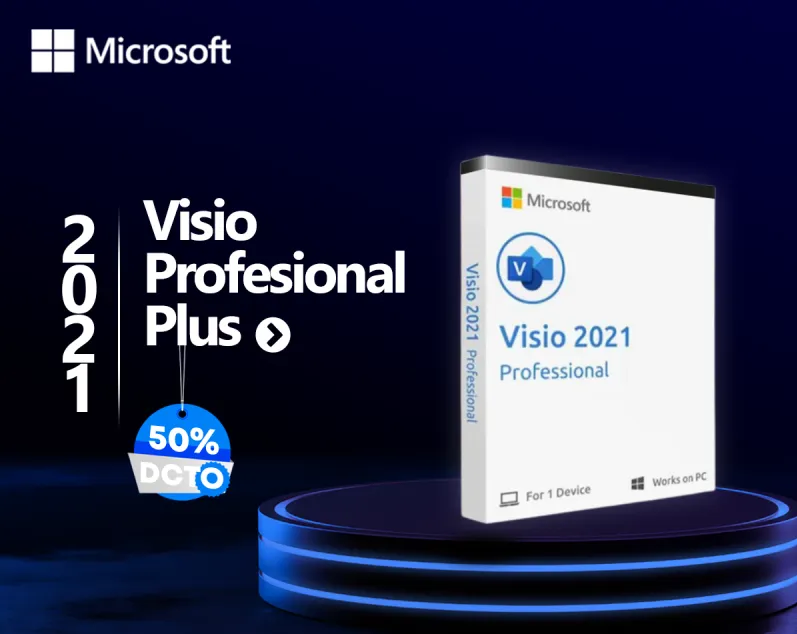 Microsoft
2021
Visio
Profesional
Plus
50%
DCTO
Microsoft
V
Visio 2021
Professional
Visio 2021 Professional
For 1 Device
Works on PC